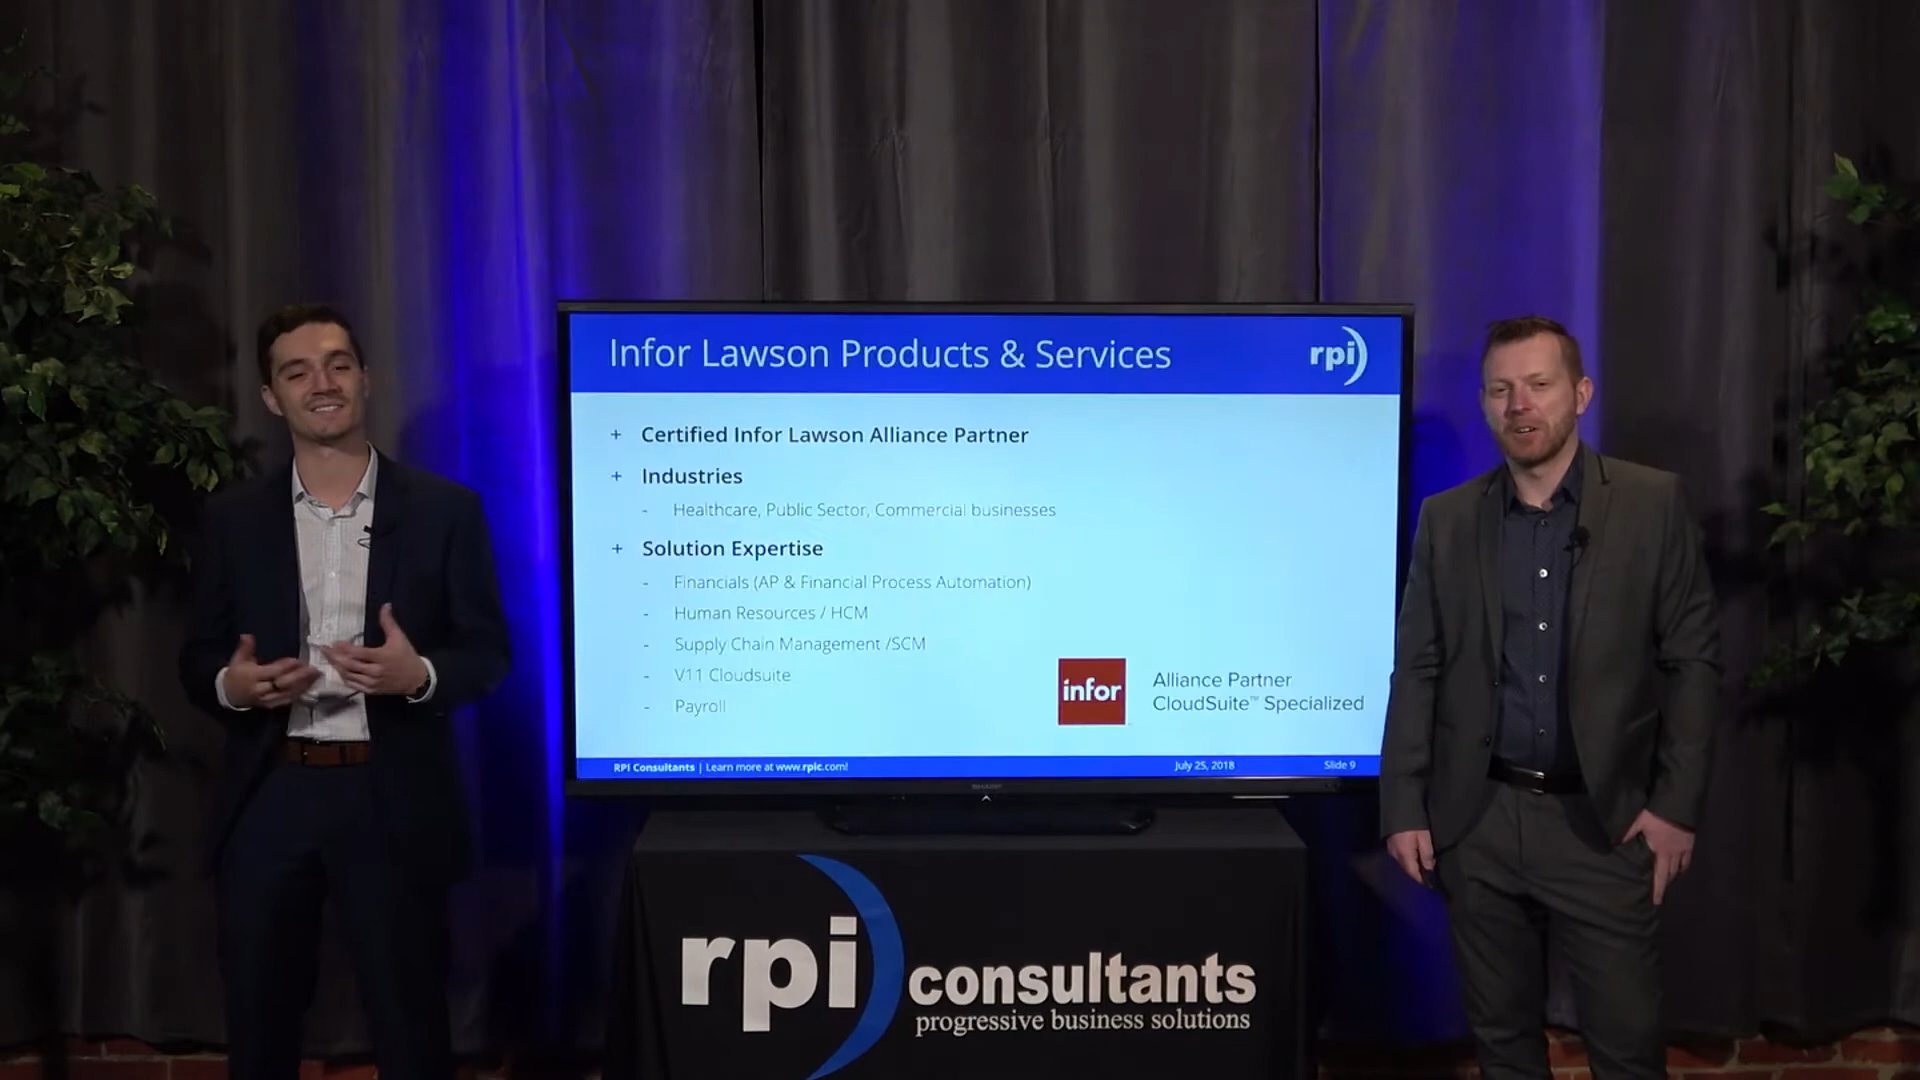 Infor Lawson Products & Services
rpi
+ Certified Infor Lawson Alliance Partner
+ Industries
- Healthcare, Public Sector, Commercial businesses
+ Solution Expertise
- Financials (AP & Financial Process Automation)
- Human Resources / HCM
- Supply Chain Management /SCM
- V11 Cloudsuite
- Payroll
infor
Alliance Partner
CloudSuite™ Specialized
RPI Consultants | Learn more at www.rpic.com!
July 25, 2018
Slide 9
SHARP
rpi consultants
progressive business solutions